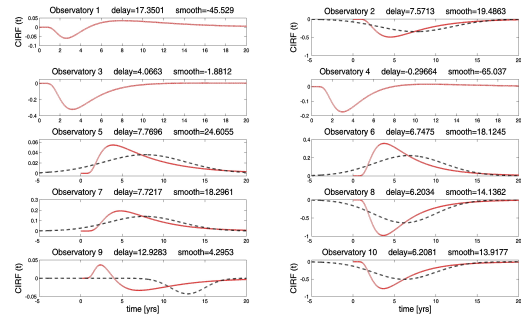 Observatory 1 delay=17.3501 smooth=-45.529
CIRF (t)
0.05
0
-0.05
-0.1
0 2 4 6 8 10 12 14 16 18 20
Observatory 2 delay=7.5713 smooth=19.4863
CIRF (t)
0
-0.5
-1
-5 0 5 10 15 20
Observatory 3 delay=4.0663 smooth=-1.8812
0
-0.2
-0.4
0 2 4 6 8 10 12 14 16 18 20
Observatory 4 delay=-0.29664 smooth=-65.037
0
-0.1
-0.2
0 2 4 6 8 10 12 14 16 18 20
Observatory 5 delay=7.7696 smooth=24.6055
0.06
0.04
0.02
0
-5 0 5 10 15 20
Observatory 6 delay=6.7475 smooth=18.1245
0.4
0.2
0
-5 0 5 10 15 20
Observatory 7 delay=7.7217 smooth=18.2961
0.3
0.2
0.1
0
-5 0 5 10 15 20
Observatory 8 delay=6.2034 smooth=14.1362
0
-0.5
-1
-5 0 5 10 15 20
Observatory 9 delay=12.9283 smooth=4.2953
CIRF (t)
0.05
0
-0.05
-5 0 5 10 15 20
time [yrs]
Observatory 10 delay=6.2081 smooth=13.9177
CIRF (t)
0
-0.5
-1
-5 0 5 10 15 20
time [yrs]